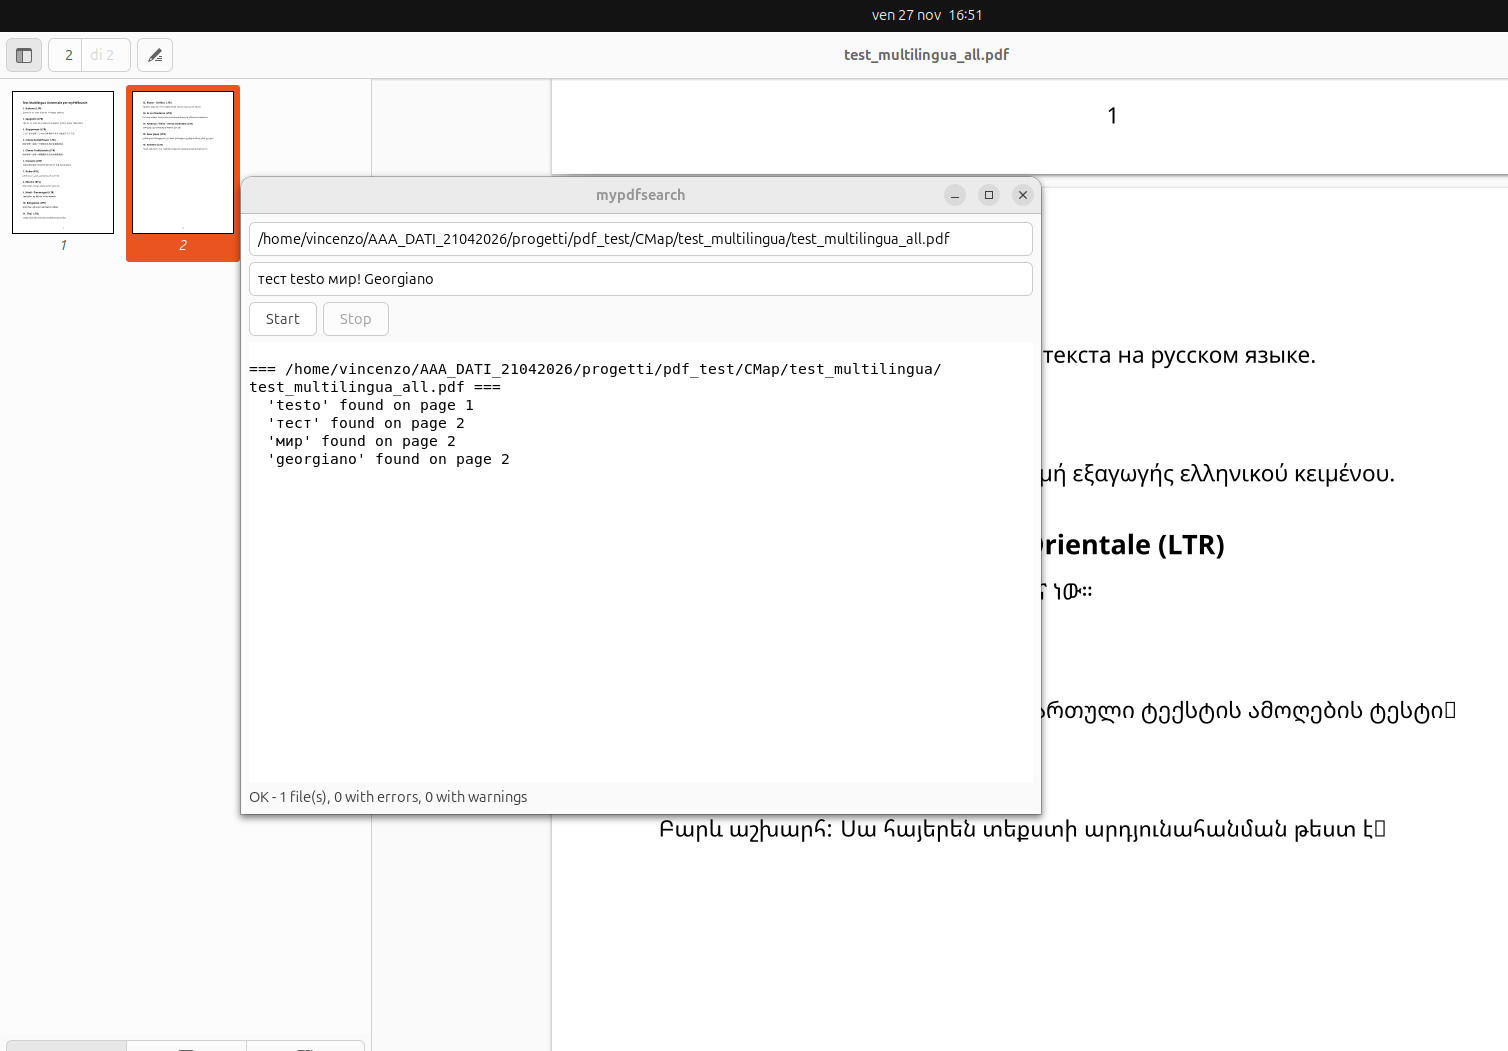 ven 27 nov 16:51
2 di 2
test_multilingua_all.pdf
1
2
1
mypdfsearch
/home/vincenzo/AAA_DATI_21042026/progetti/pdf_test/CMap/test_multilingua/test_multilingua_all.pdf
тест testo мир! Georgiano
Start Stop
=== /home/vincenzo/AAA_DATI_21042026/progetti/pdf_test/CMap/test_multilingua/
test_multilingua_all.pdf ===
'testo' found on page 1
'тест' found on page 2
'мир' found on page 2
'georgiano' found on page 2
OK - 1 file(s), 0 with errors, 0 with warnings
текста на русском языке.
μή εξαγωγής ελληνικού κειμένου.
Orientale (LTR)
ነው።
ართული ტექსტის ამოღების ტესტი
Բարև աշխարհ: Սա հայերեն տեքստի արդյունահանման թեստ է